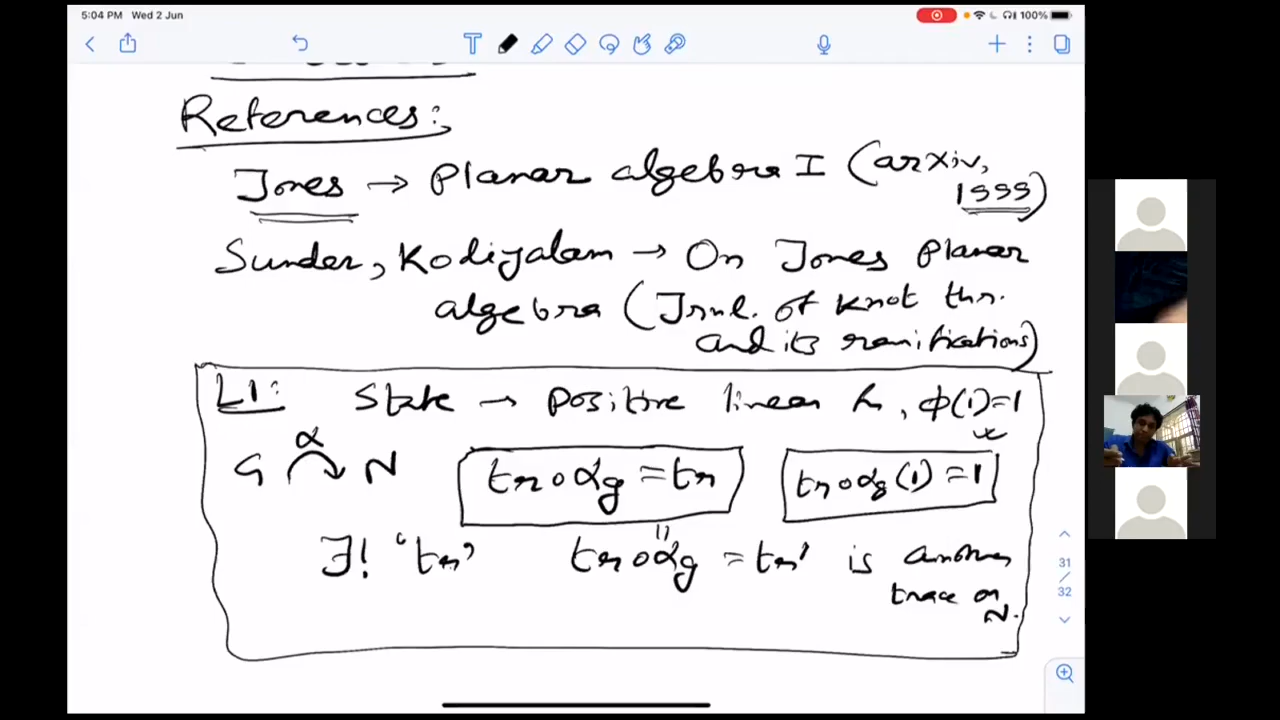 5:04 PM Wed 2 Jun
100%
References:
Jones → Planar algebra I (arxiv,
1999)
Sunder, Kodiyalam → On Jones planar
algebra (Jrnl. of knot thr.
and its ramifications)
L1: State → positive linear fn, φ(1)=1
G α N tr∘αg = tr tr∘αg(1)=1
∃! 'tr' tr∘αg = tr' is another
trace on
N.
31
/
32